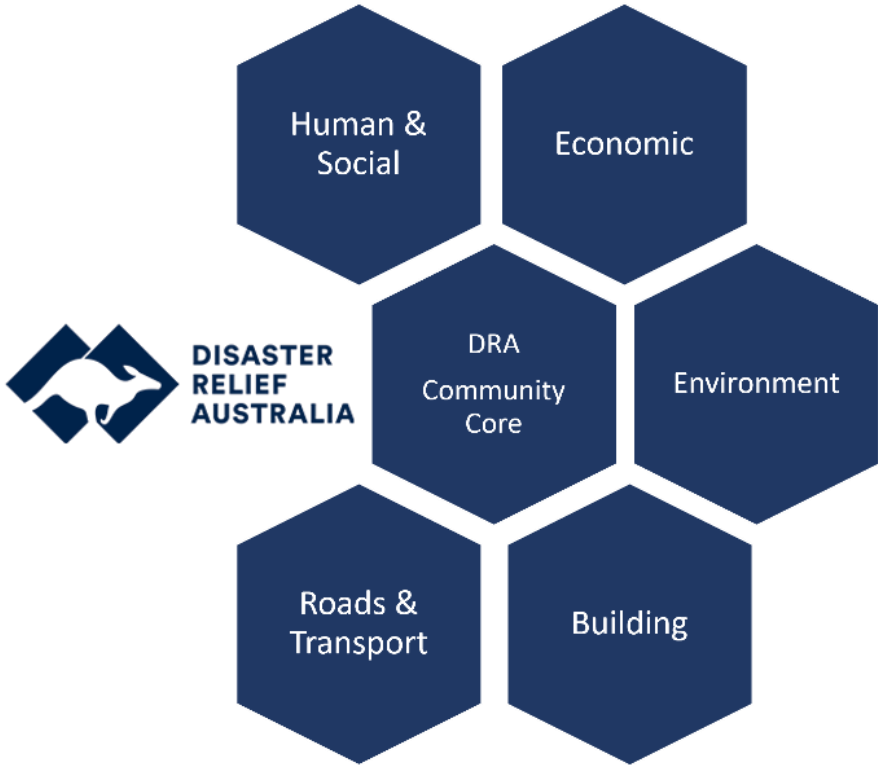 Human &
Social
Economic
DISASTER
RELIEF
AUSTRALIA
DRA
Community
Core
Environment
Roads &
Transport
Building